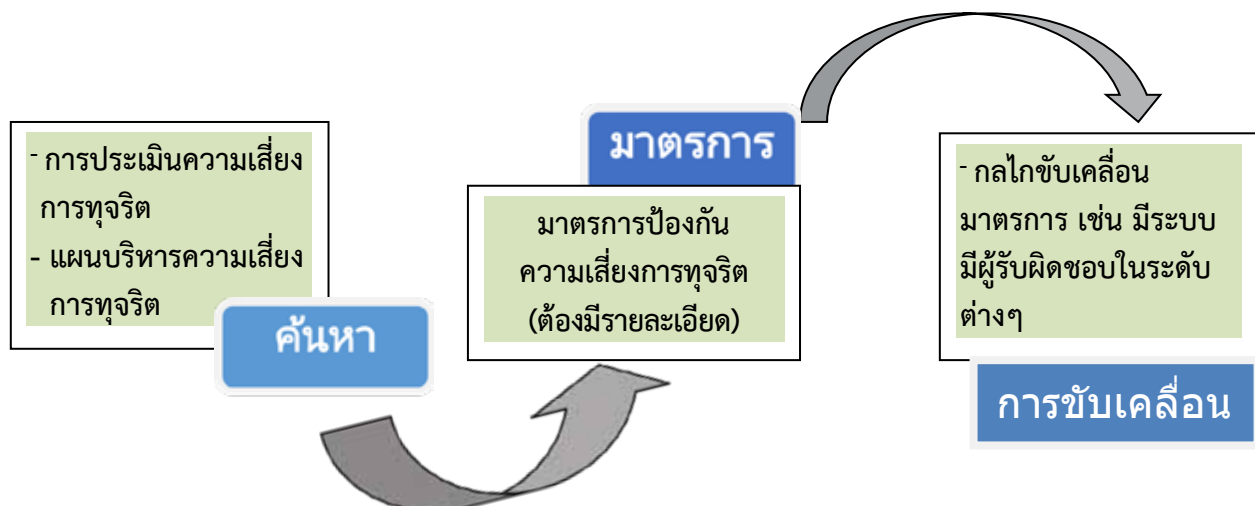 - การประเมินความเสี่ยง
การทุจริต
- แผนบริหารความเสี่ยง
การทุจริต
ค้นหา
มาตรการ
มาตรการป้องกัน
ความเสี่ยงการทุจริต
(ต้องมีรายละเอียด)
- กลไกขับเคลื่อน
มาตรการ เช่น มีระบบ
มีผู้รับผิดชอบในระดับ
ต่างๆ
การขับเคลื่อน